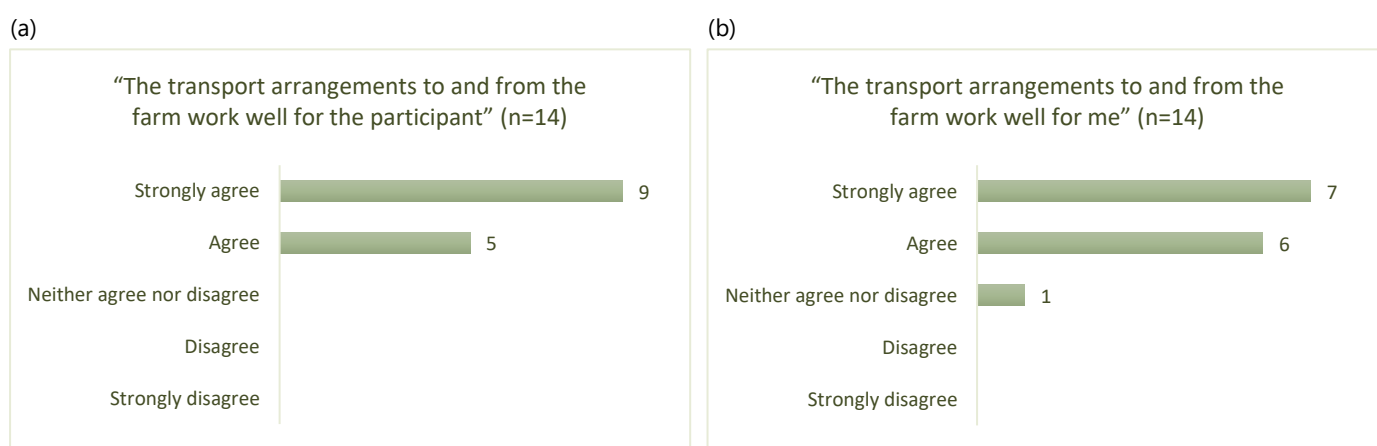 (a)
“The transport arrangements to and from the
farm work well for the participant” (n=14)
Strongly agree 9
Agree 5
Neither agree nor disagree
Disagree
Strongly disagree
(b)
“The transport arrangements to and from the
farm work well for me” (n=14)
Strongly agree 7
Agree 6
Neither agree nor disagree 1
Disagree
Strongly disagree